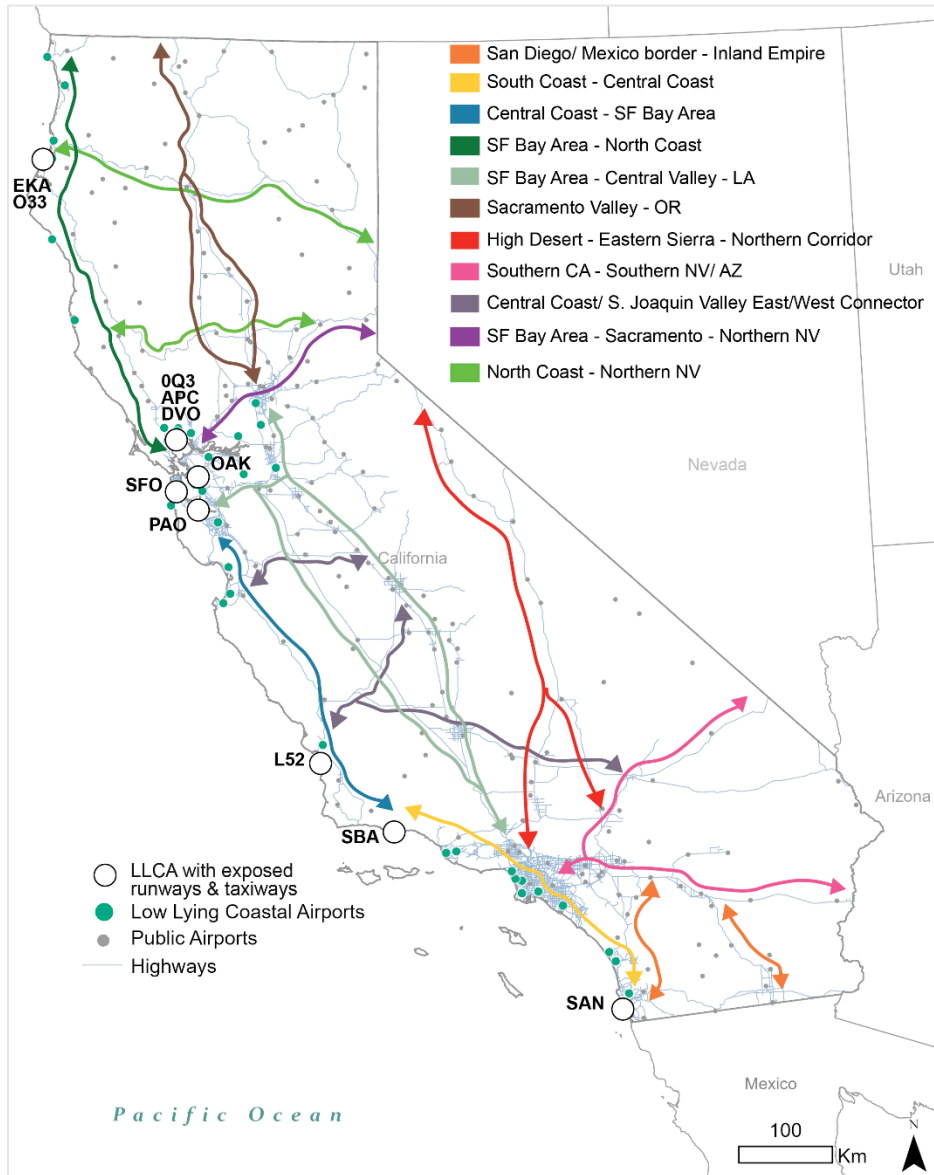 San Diego/ Mexico border - Inland Empire
South Coast - Central Coast
Central Coast - SF Bay Area
SF Bay Area - North Coast
SF Bay Area - Central Valley - LA
Sacramento Valley - OR
High Desert - Eastern Sierra - Northern Corridor
Southern CA - Southern NV/ AZ
Central Coast/ S. Joaquin Valley East/West Connector
SF Bay Area - Sacramento - Northern NV
North Coast - Northern NV
EKA
O33
Utah
0Q3
APC
DVO
OAK
SFO
PAO
Nevada
California
L52
SBA
Arizona
LLCA with exposed
runways & taxiways
Low Lying Coastal Airports
Public Airports
Highways
SAN
Mexico
Pacific Ocean
100
Km
N